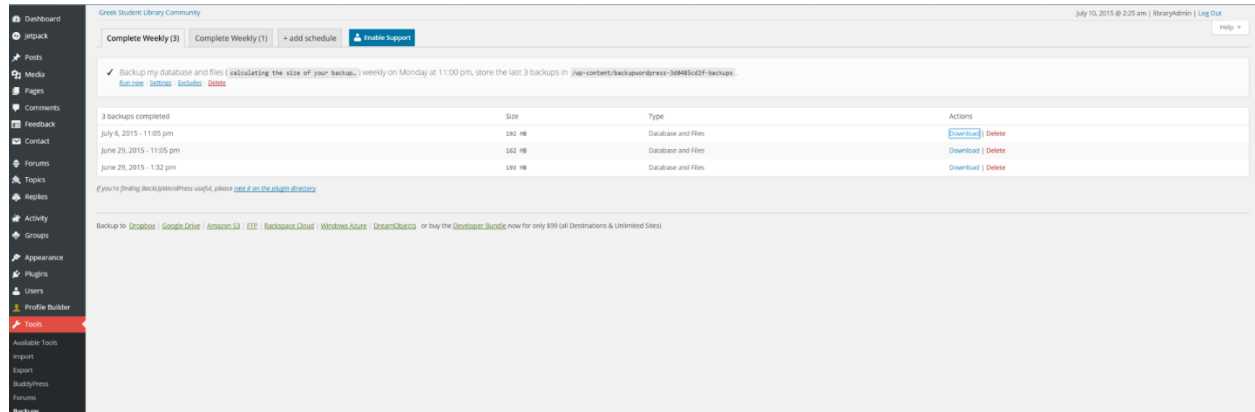 Greek Student Library Community
July 10, 2015 @ 2:25 am | libraryAdmin | Log Out
Help
Dashboard
Jetpack
Posts
Media
Pages
Comments
Feedback
Contact
Forums
Topics
Replies
Activity
Groups
Appearance
Plugins
Users
Profile Builder
Tools
Available Tools
Import
Export
BuddyPress
Forums
Backups
Complete Weekly (3) Complete Weekly (1) + add schedule Enable Support
✓ Backup my database and files ( calculating the size of your backup… ) weekly on Monday at 11:00 pm, store the last 3 backups in /wp-content/backupwordpress-3d0485cd2f-backups .
Run now | Settings | Excludes | Delete
3 backups completed Size Type Actions
July 6, 2015 - 11:05 pm 192 MB Database and Files Download | Delete
June 29, 2015 - 11:05 pm 162 MB Database and Files Download | Delete
June 29, 2015 - 1:32 pm 193 MB Database and Files Download | Delete
If you're finding BackUpWordPress useful, please rate it on the plugin directory.
Backup to Dropbox | Google Drive | Amazon S3 | FTP | Rackspace Cloud | Windows Azure | DreamObjects or buy the Developer Bundle now for only $99 (all Destinations & Unlimited Sites)